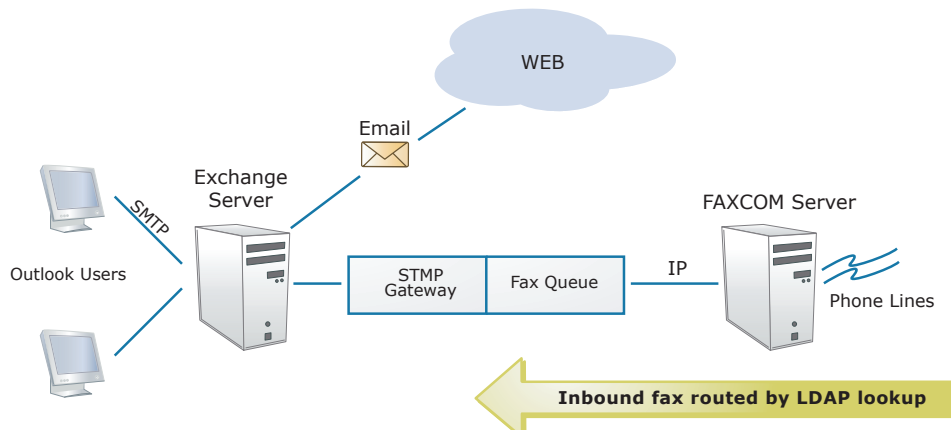 WEB
Email
Exchange
Server
SMTP
Outlook Users
STMP
Gateway
Fax Queue
IP
FAXCOM Server
Phone Lines
Inbound fax routed by LDAP lookup